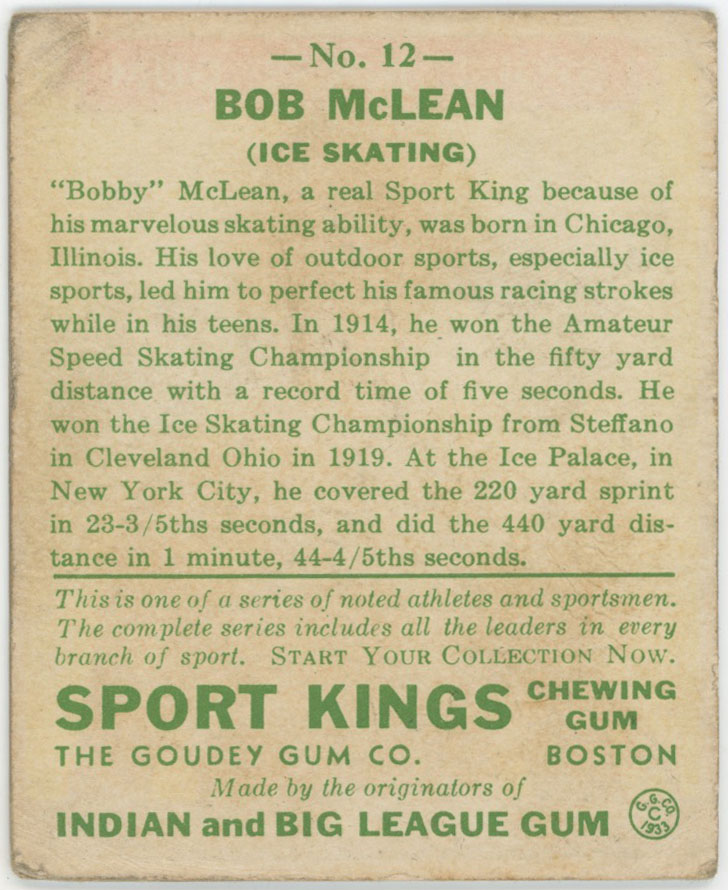 —No. 12—
BOB McLEAN
(ICE SKATING)
"Bobby" McLean, a real Sport King because of
his marvelous skating ability, was born in Chicago,
Illinois. His love of outdoor sports, especially ice
sports, led him to perfect his famous racing strokes
while in his teens. In 1914, he won the Amateur
Speed Skating Championship in the fifty yard
distance with a record time of five seconds. He
won the Ice Skating Championship from Steffano
in Cleveland Ohio in 1919. At the Ice Palace, in
New York City, he covered the 220 yard sprint
in 23-3/5ths seconds, and did the 440 yard dis-
tance in 1 minute, 44-4/5ths seconds.
This is one of a series of noted athletes and sportsmen.
The complete series includes all the leaders in every
branch of sport. START YOUR COLLECTION NOW.
SPORT KINGS CHEWING
GUM
THE GOUDEY GUM CO. BOSTON
Made by the originators of
INDIAN and BIG LEAGUE GUM
G. G. CO.
C
1933